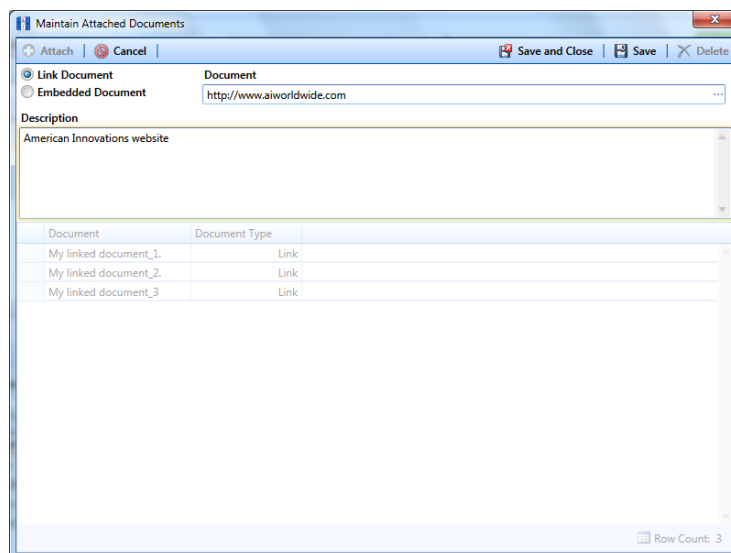 Maintain Attached Documents
Attach Cancel Save and Close Save Delete
Link Document Document
Embedded Document http://www.aiworldwide.com ...
Description
American Innovations website
Document Document Type
My linked document_1. Link
My linked document_2. Link
My linked document_3 Link
Row Count: 3